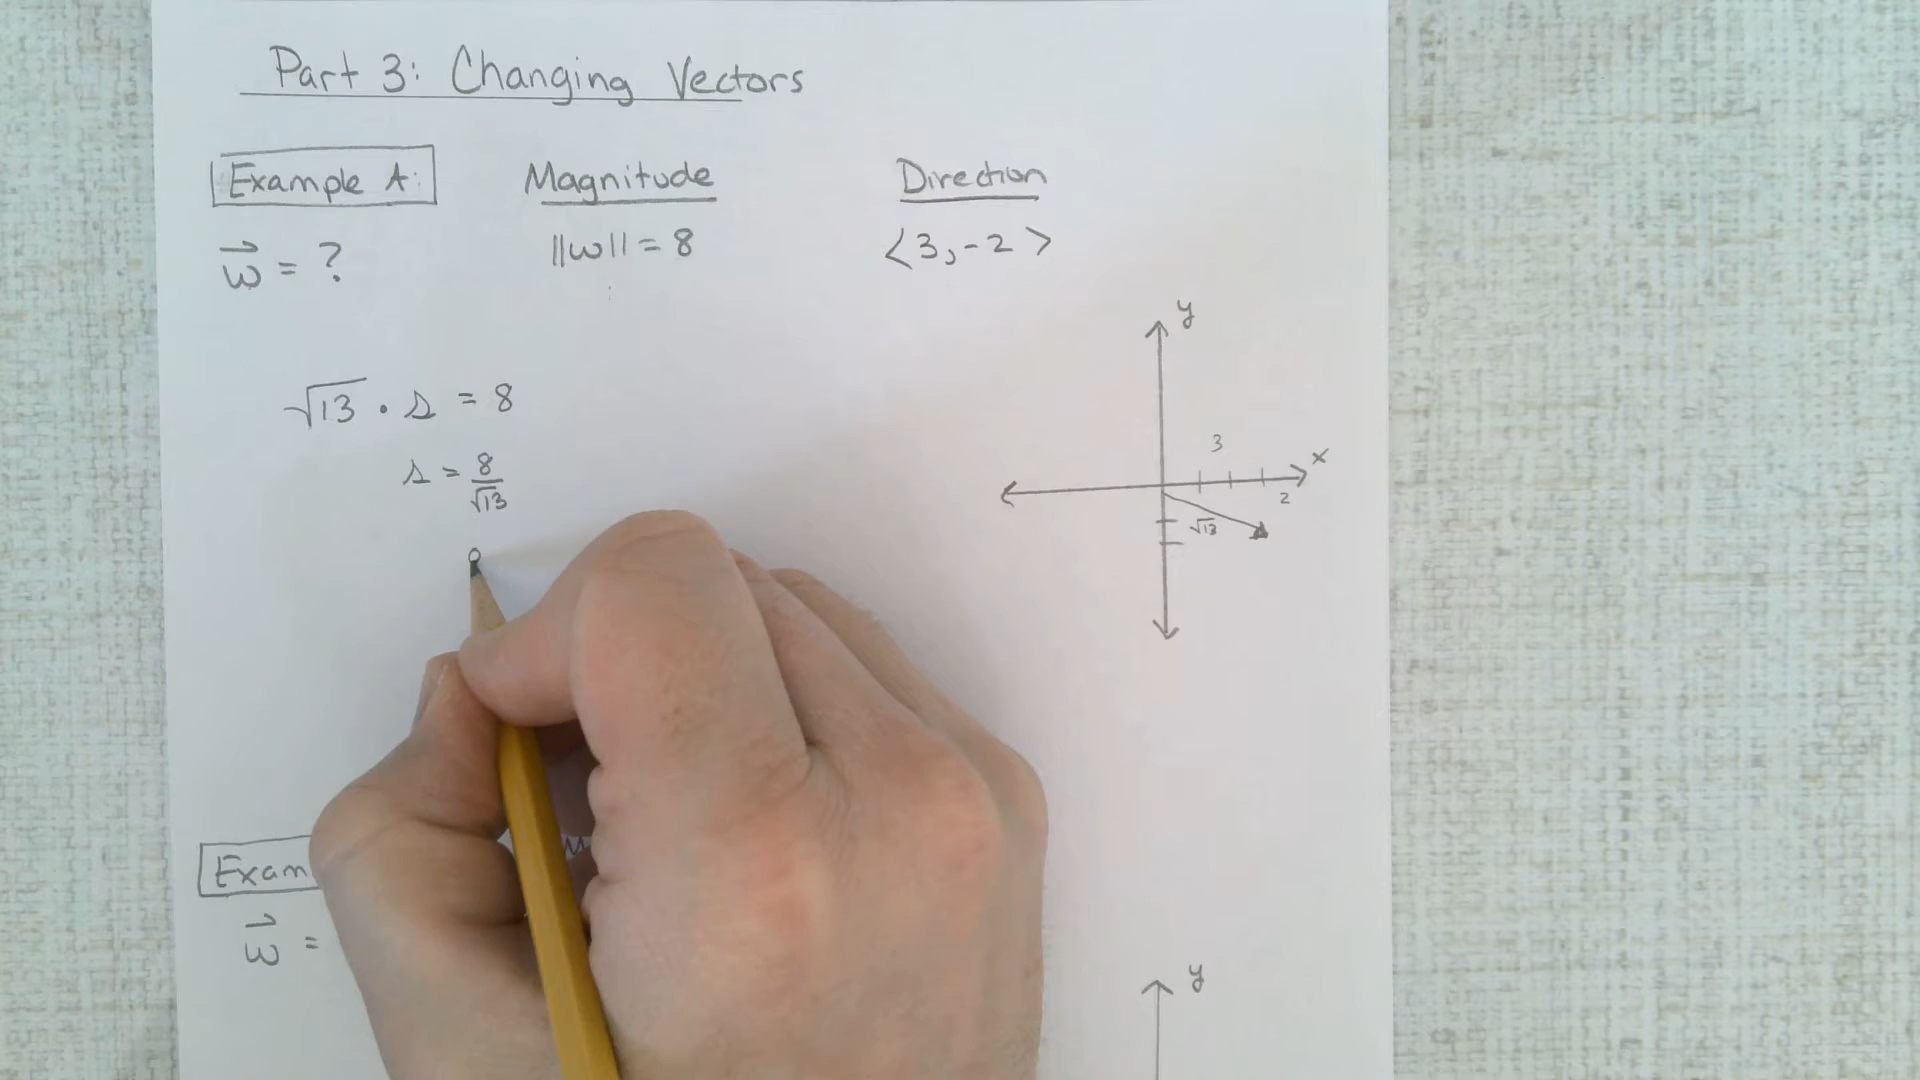 Part 3: Changing Vectors
Example A: Magnitude Direction
w⃗ = ? ||w|| = 8 <3, -2>
√13 · s = 8
s = 8/√13
y
x
3
2
√13
Exam
w⃗ =
y